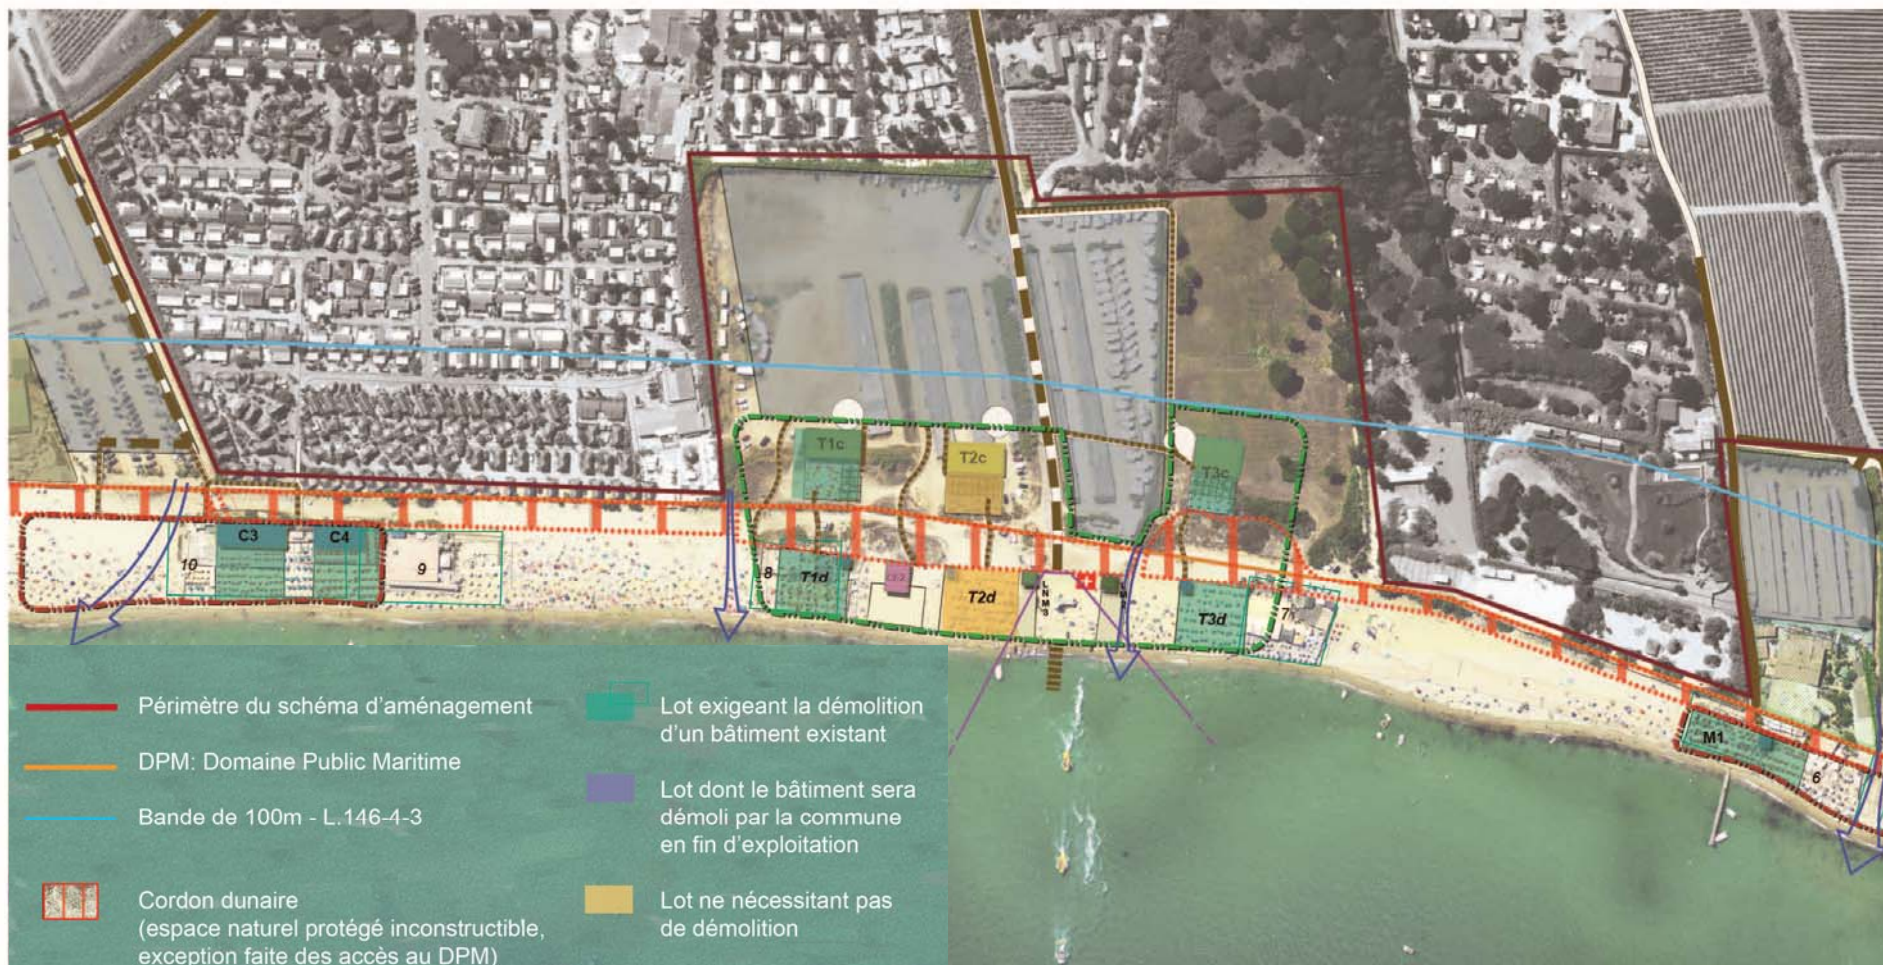 T1c
T2c
T3c
C3
C4
10
9
8
T1d
T2d
LNM3
T3d
7
M1
6
Périmètre du schéma d'aménagement
DPM: Domaine Public Maritime
Bande de 100m - L.146-4-3
Cordon dunaire
(espace naturel protégé inconstructible,
exception faite des accès au DPM)
Lot exigeant la démolition
d'un bâtiment existant
Lot dont le bâtiment sera
démoli par la commune
en fin d'exploitation
Lot ne nécessitant pas
de démolition